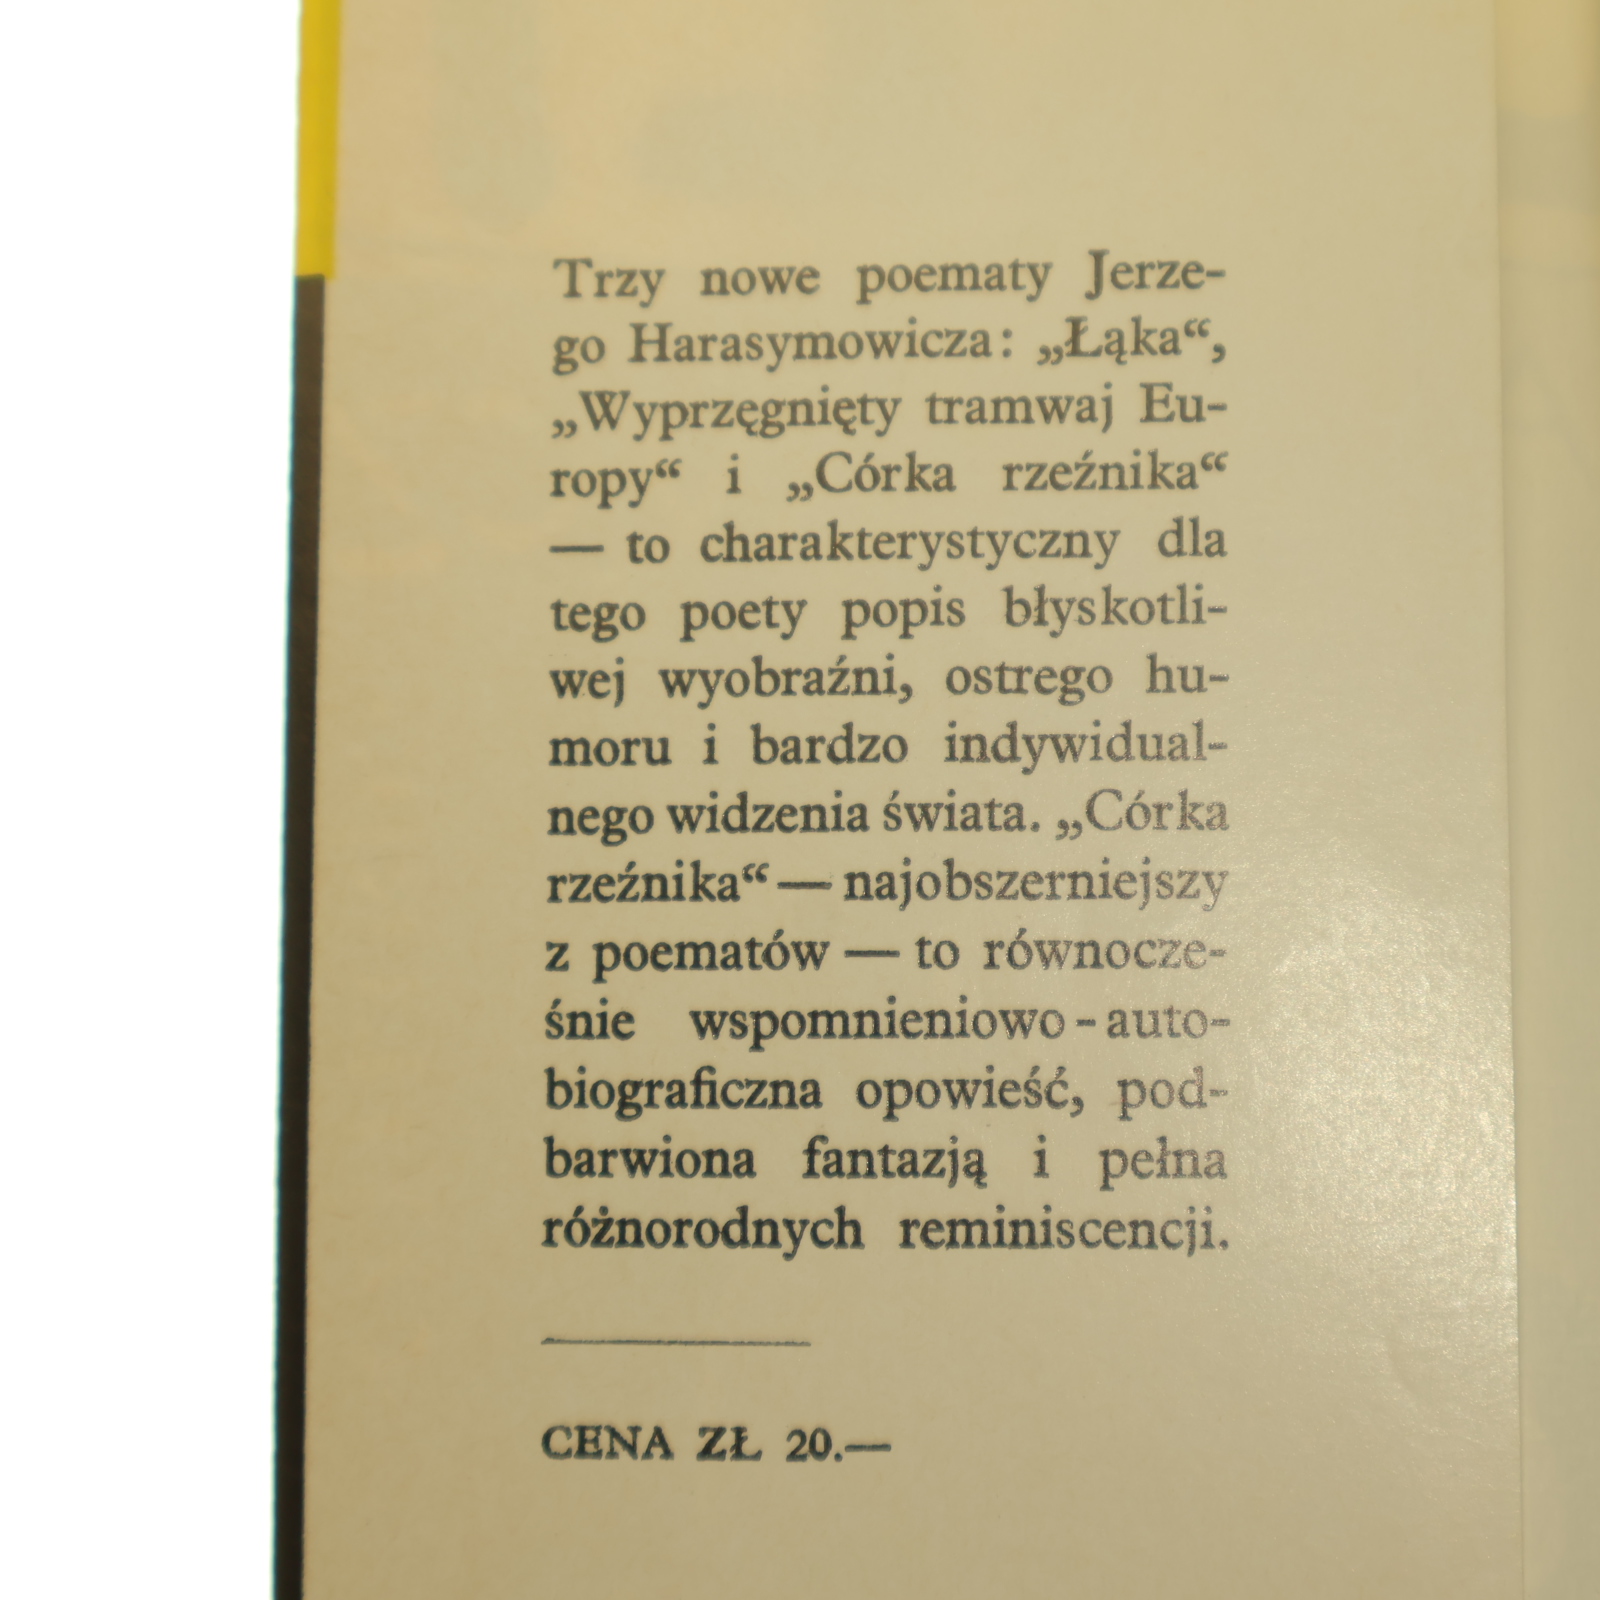 Trzy nowe poematy Jerze-
go Harasymowicza: „Łąka“,
„Wyprzęgnięty tramwaj Eu-
ropy“ i „Córka rzeźnika“
— to charakterystyczny dla
tego poety popis błyskotli-
wej wyobraźni, ostrego hu-
moru i bardzo indywidual-
nego widzenia świata. „Córka
rzeźnika“ — najobszerniejszy
z poematów — to równocze-
śnie wspomnieniowo-auto-
biograficzna opowieść, pod-
barwiona fantazją i pełna
różnorodnych reminiscencji.
CENA ZŁ 20.—